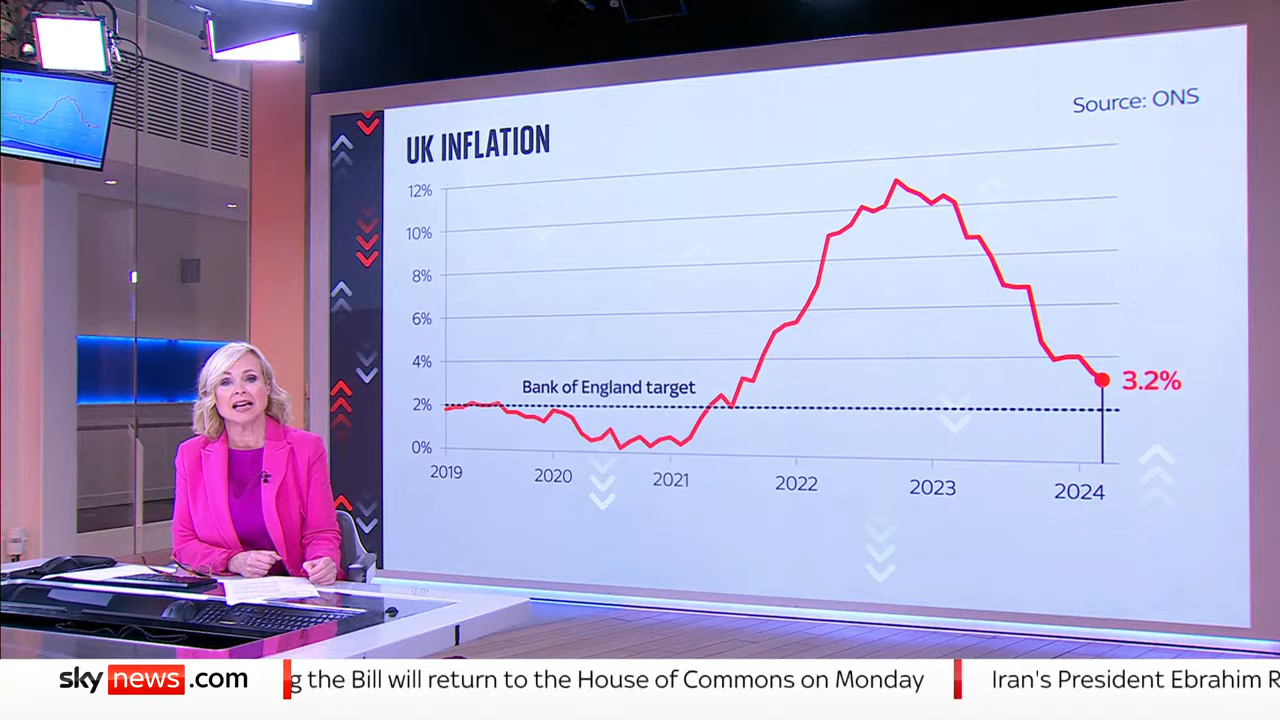 Source: ONS
UK INFLATION
12%
10%
8%
6%
4%
2%
0%
Bank of England target
3.2%
2019
2020
2021
2022
2023
2024
sky news.com
g the Bill will return to the House of Commons on Monday
Iran's President Ebrahim R